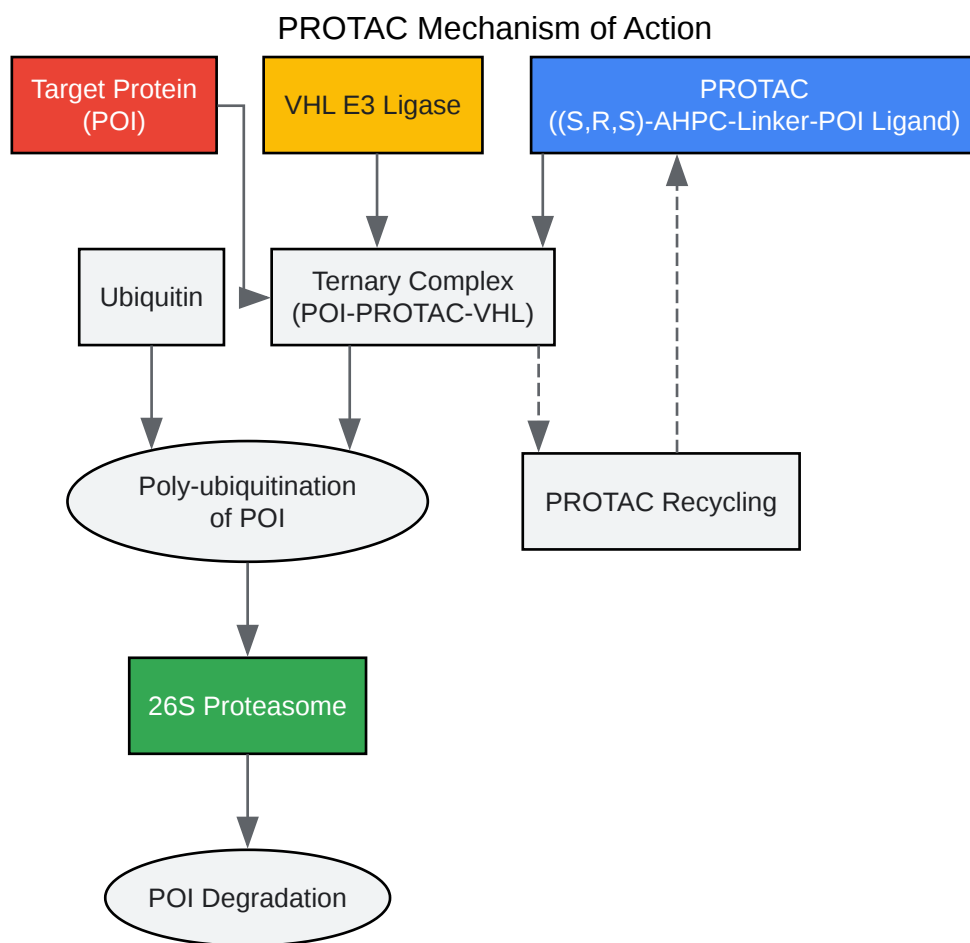 PROTAC Mechanism of Action
Target Protein
(POI)
VHL E3 Ligase
PROTAC
((S,R,S)-AHPC-Linker-POI Ligand)
Ubiquitin
Ternary Complex
(POI-PROTAC-VHL)
Poly-ubiquitination
of POI
PROTAC Recycling
26S Proteasome
POI Degradation